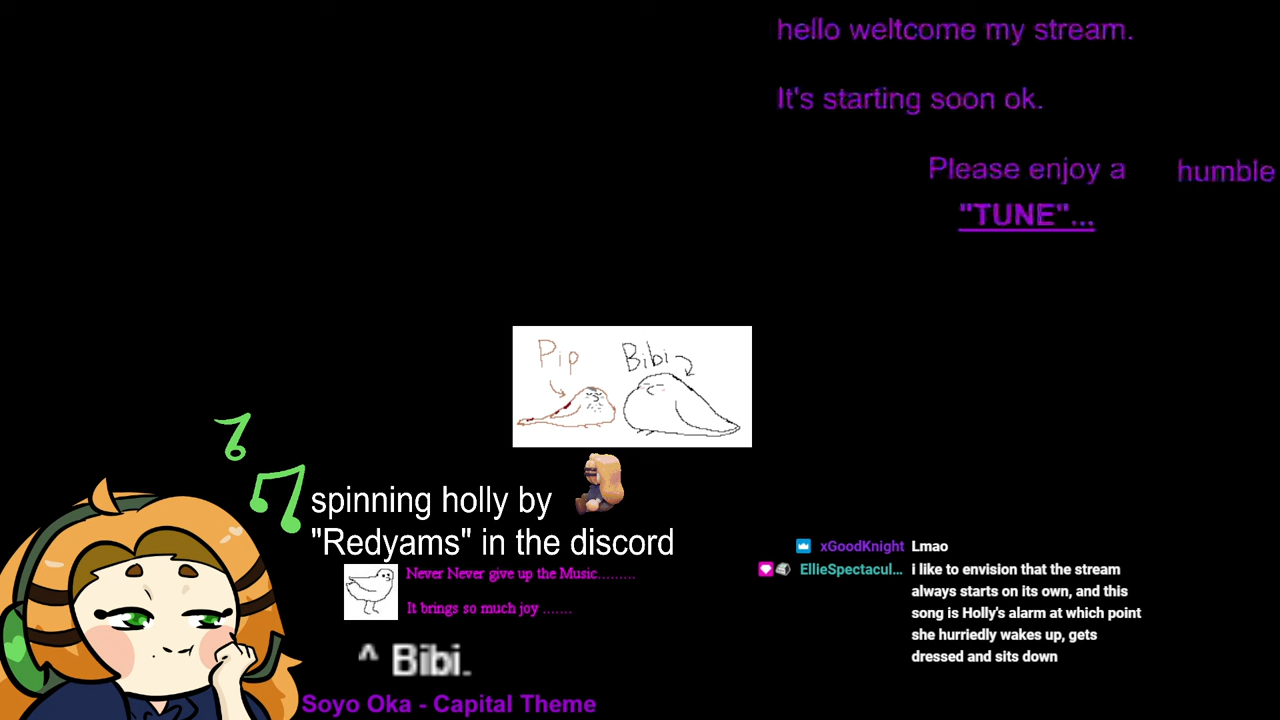 hello weltcome my stream.
It's starting soon ok.
Please enjoy a humble
"TUNE"...
Pip
Bibi
spinning holly by
"Redyams" in the discord
Never Never give up the Music.........
It brings so much joy .......
^ Bibi.
Soyo Oka - Capital Theme
xGoodKnight Lmao
EllieSpectacul... i like to envision that the stream
always starts on its own, and this
song is Holly's alarm at which point
she hurriedly wakes up, gets
dressed and sits down